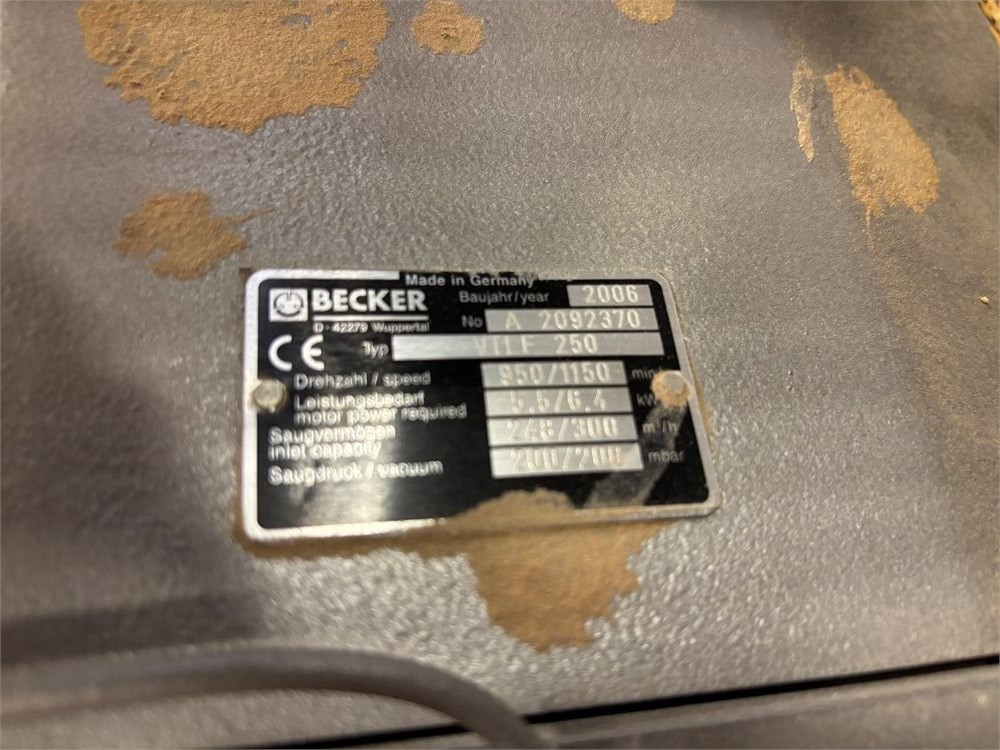 Made in Germany
BECKER
Baujahr/year 2006
D - 42279 Wuppertal
No A 2092370
CE Typ VTLF 250
Drehzahl / speed 950/1150
Leistungsbedarf
motor power required 5.5/6.4 kW
Saugvermögen
inlet capacity 248/300 m³/h
Saugdruck / vacuum 200/200 mbar